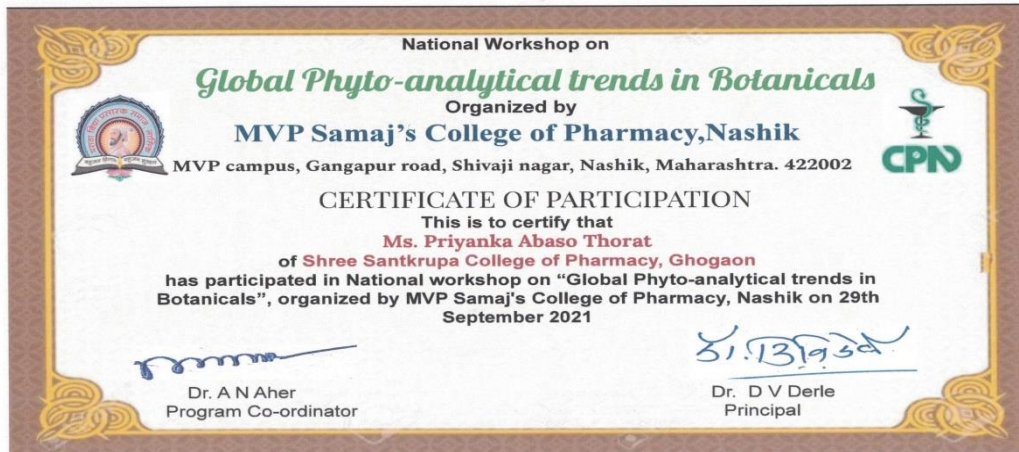 National Workshop on
Global Phyto-analytical trends in Botanicals
Organized by
MVP Samaj's College of Pharmacy,Nashik
MVP campus, Gangapur road, Shivaji nagar, Nashik, Maharashtra. 422002
CPN
CERTIFICATE OF PARTICIPATION
This is to certify that
Ms. Priyanka Abaso Thorat
of Shree Santkrupa College of Pharmacy, Ghogaon
has participated in National workshop on “Global Phyto-analytical trends in
Botanicals”, organized by MVP Samaj's College of Pharmacy, Nashik on 29th
September 2021
Dr. A N Aher
Program Co-ordinator
Dr. D V Derle
Principal